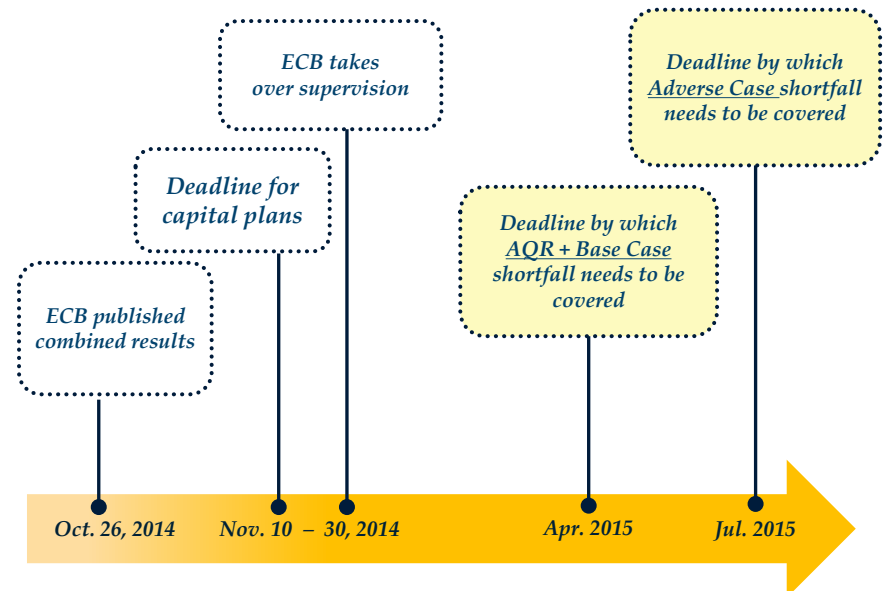 ECB published
combined results
Deadline for
capital plans
ECB takes
over supervision
Deadline by which
AQR + Base Case
shortfall needs to be
covered
Deadline by which
Adverse Case shortfall
needs to be covered
Oct. 26, 2014
Nov. 10 – 30, 2014
Apr. 2015
Jul. 2015